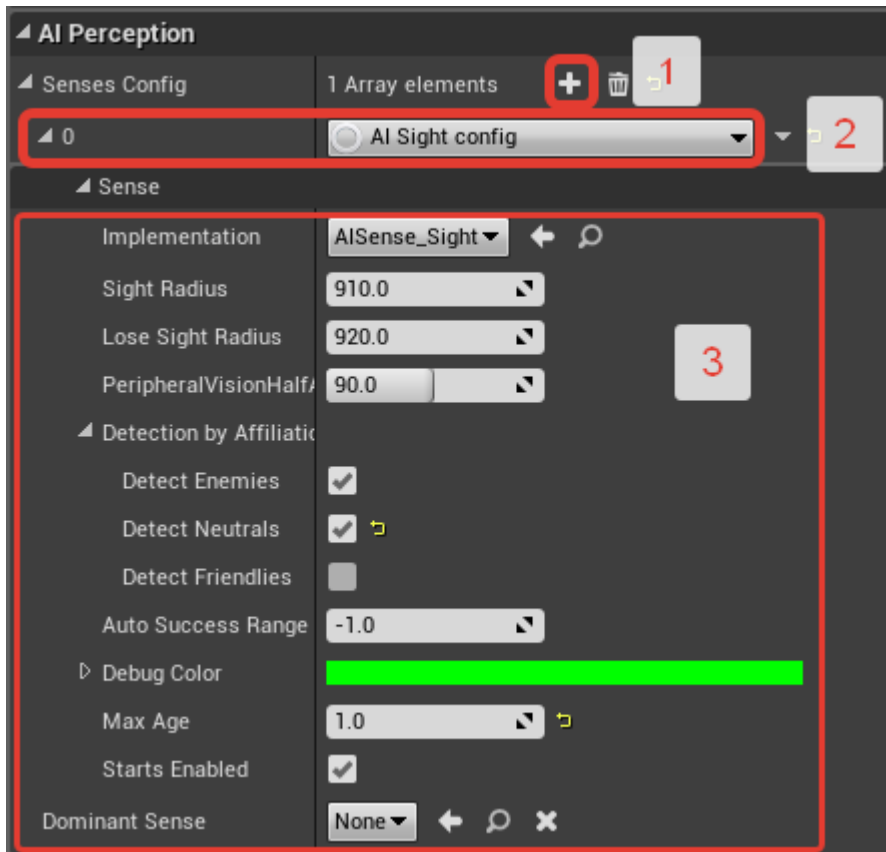 AI Perception
Senses Config 1 Array elements 1
0 AI Sight config 2
Sense
Implementation AISense_Sight
Sight Radius 910.0
Lose Sight Radius 920.0
3
PeripheralVisionHalfA 90.0
Detection by Affiliatio
Detect Enemies
Detect Neutrals
Detect Friendlies
Auto Success Range -1.0
Debug Color
Max Age 1.0
Starts Enabled
Dominant Sense None